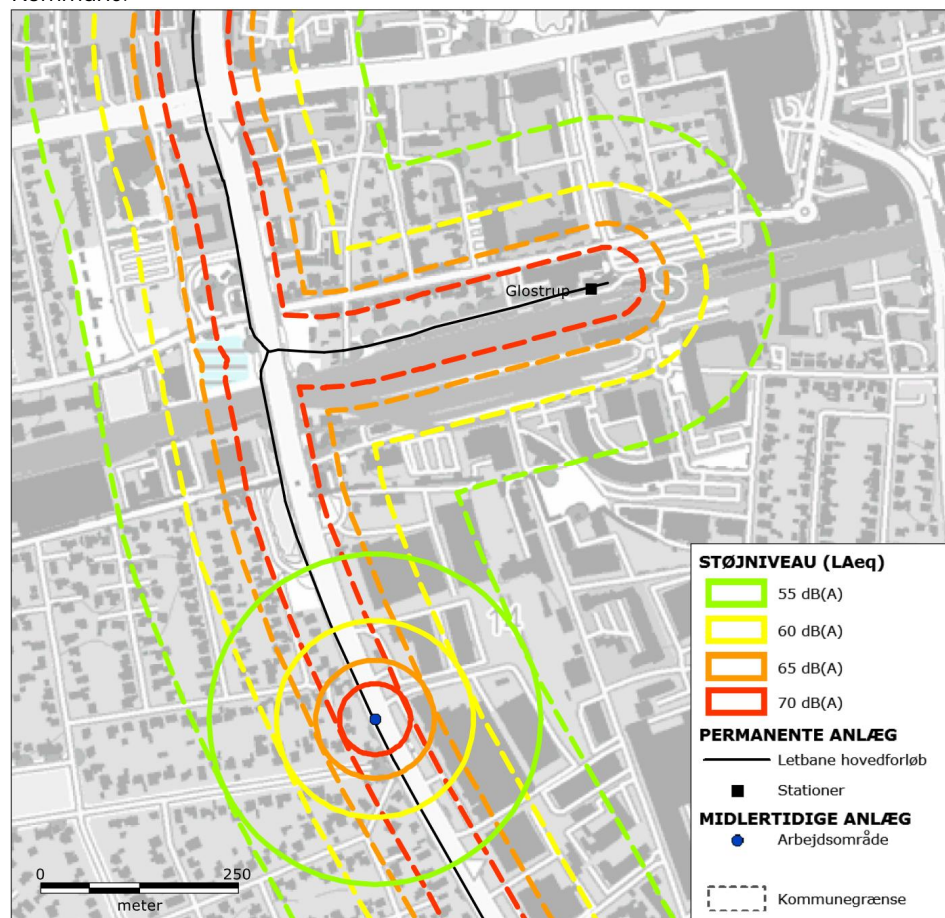 Glostrup
STØJNIVEAU (LAeq)
55 dB(A)
60 dB(A)
65 dB(A)
70 dB(A)
PERMANENTE ANLÆG
Letbane hovedforløb
Stationer
MIDLERTIDIGE ANLÆG
Arbejdsområde
Kommunegrænse
0 250
meter